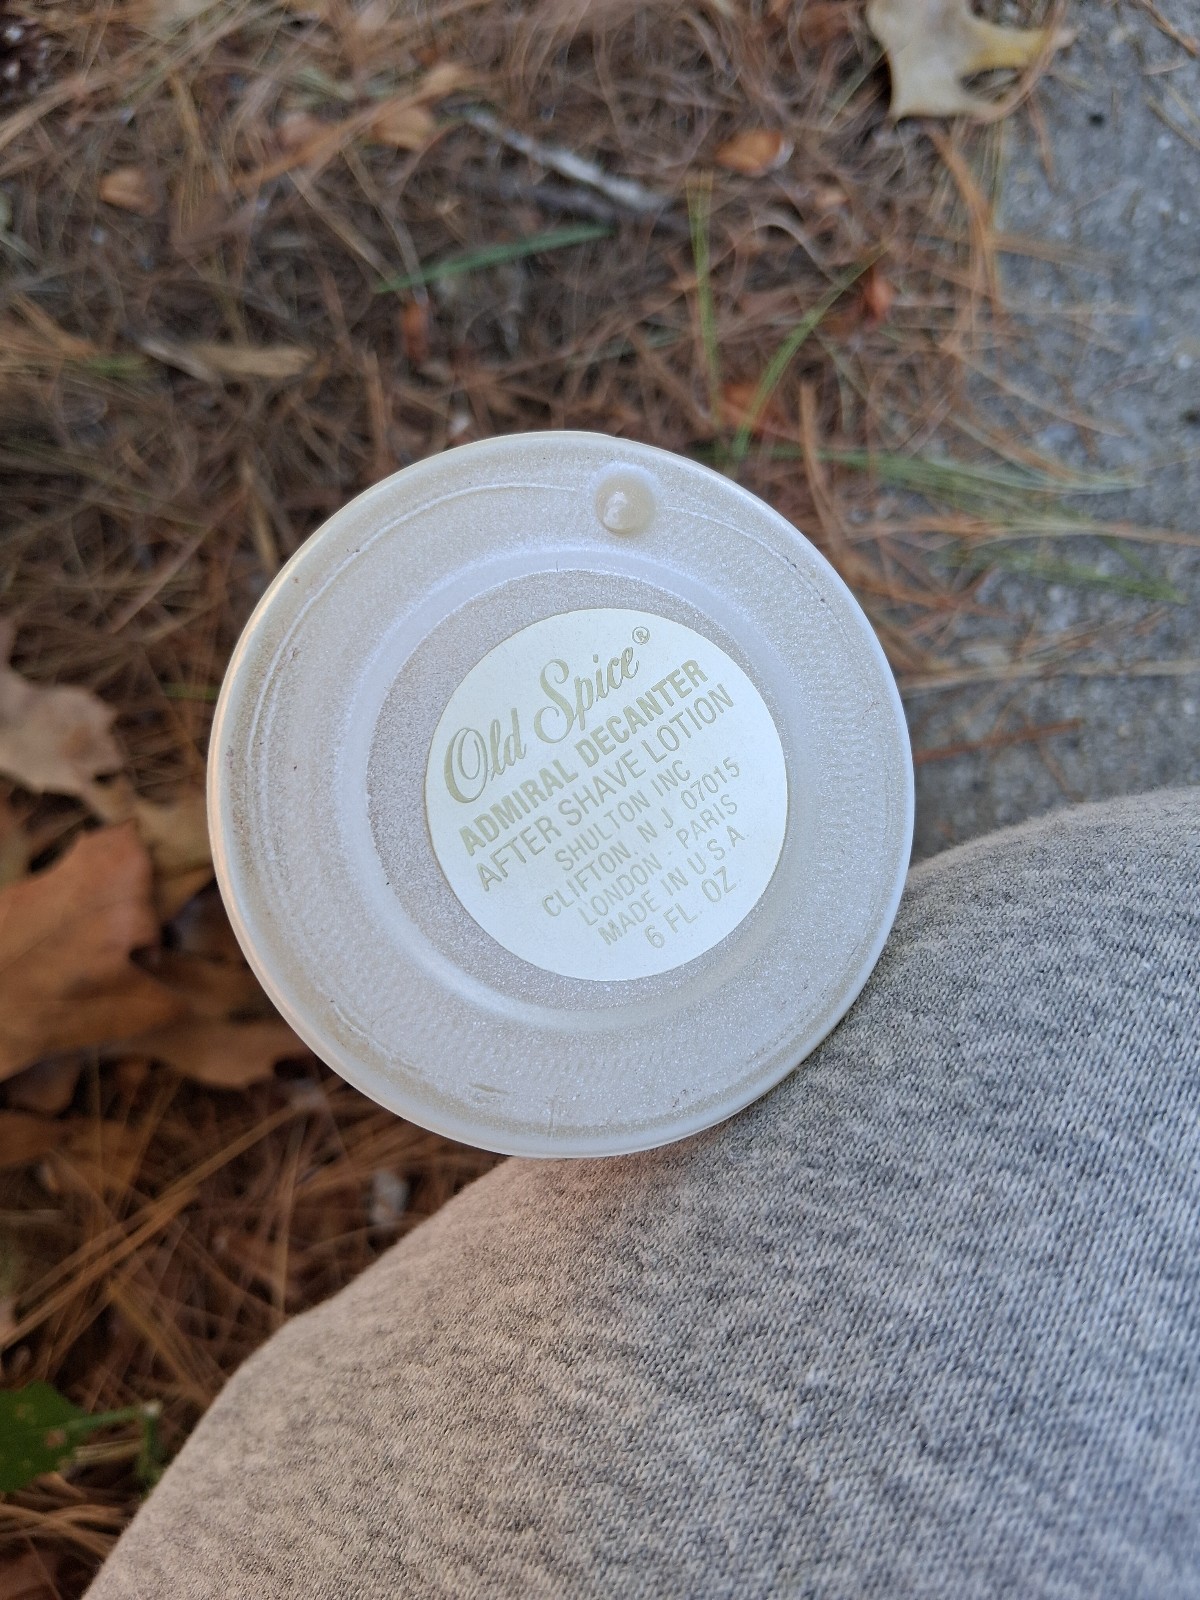 Old Spice®
ADMIRAL DECANTER
AFTER SHAVE LOTION
SHULTON INC
CLIFTON, N J 07015
LONDON - PARIS
MADE IN U.S.A.
6 FL. OZ.